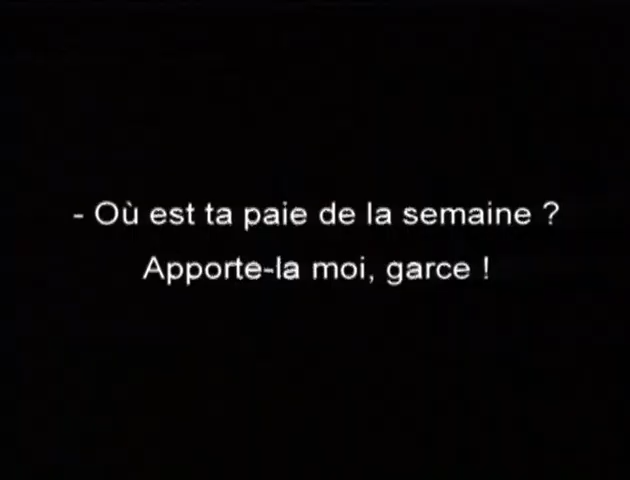 - Où est ta paie de la semaine ?
Apporte-la moi, garce !